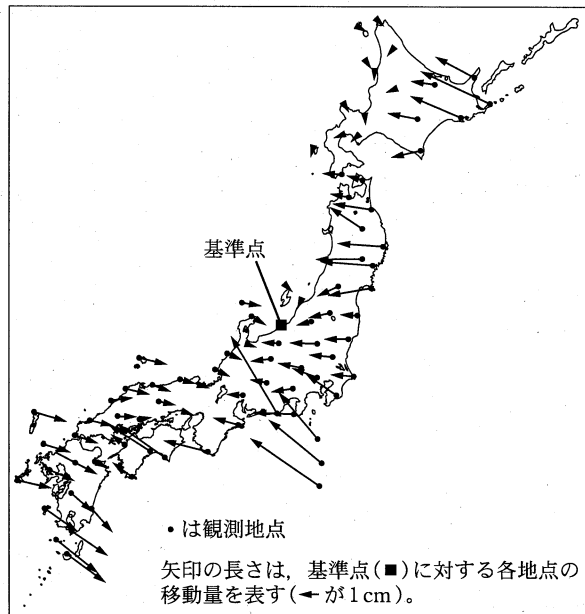 基準点
•は観測地点
矢印の長さは，基準点(■)に対する各地点の
移動量を表す(←が1cm)。